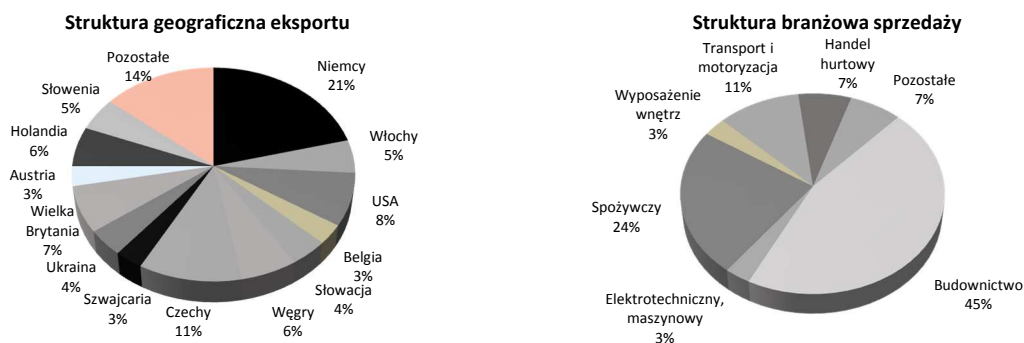 Struktura geograficzna eksportu
Pozostałe
14%
Niemcy
21%
Słowenia
5%
Włochy
5%
Holandia
6%
USA
8%
Austria
3%
Wielka
Brytania
7%
Belgia
3%
Ukraina
4%
Słowacja
4%
Szwajcaria
3%
Czechy
11%
Węgry
6%
Struktura branżowa sprzedaży
Transport i
motoryzacja
11%
Handel
hurtowy
7%
Pozostałe
7%
Wyposażenie
wnętrz
3%
Spożywczy
24%
Budownictwo
45%
Elektrotechniczny,
maszynowy
3%